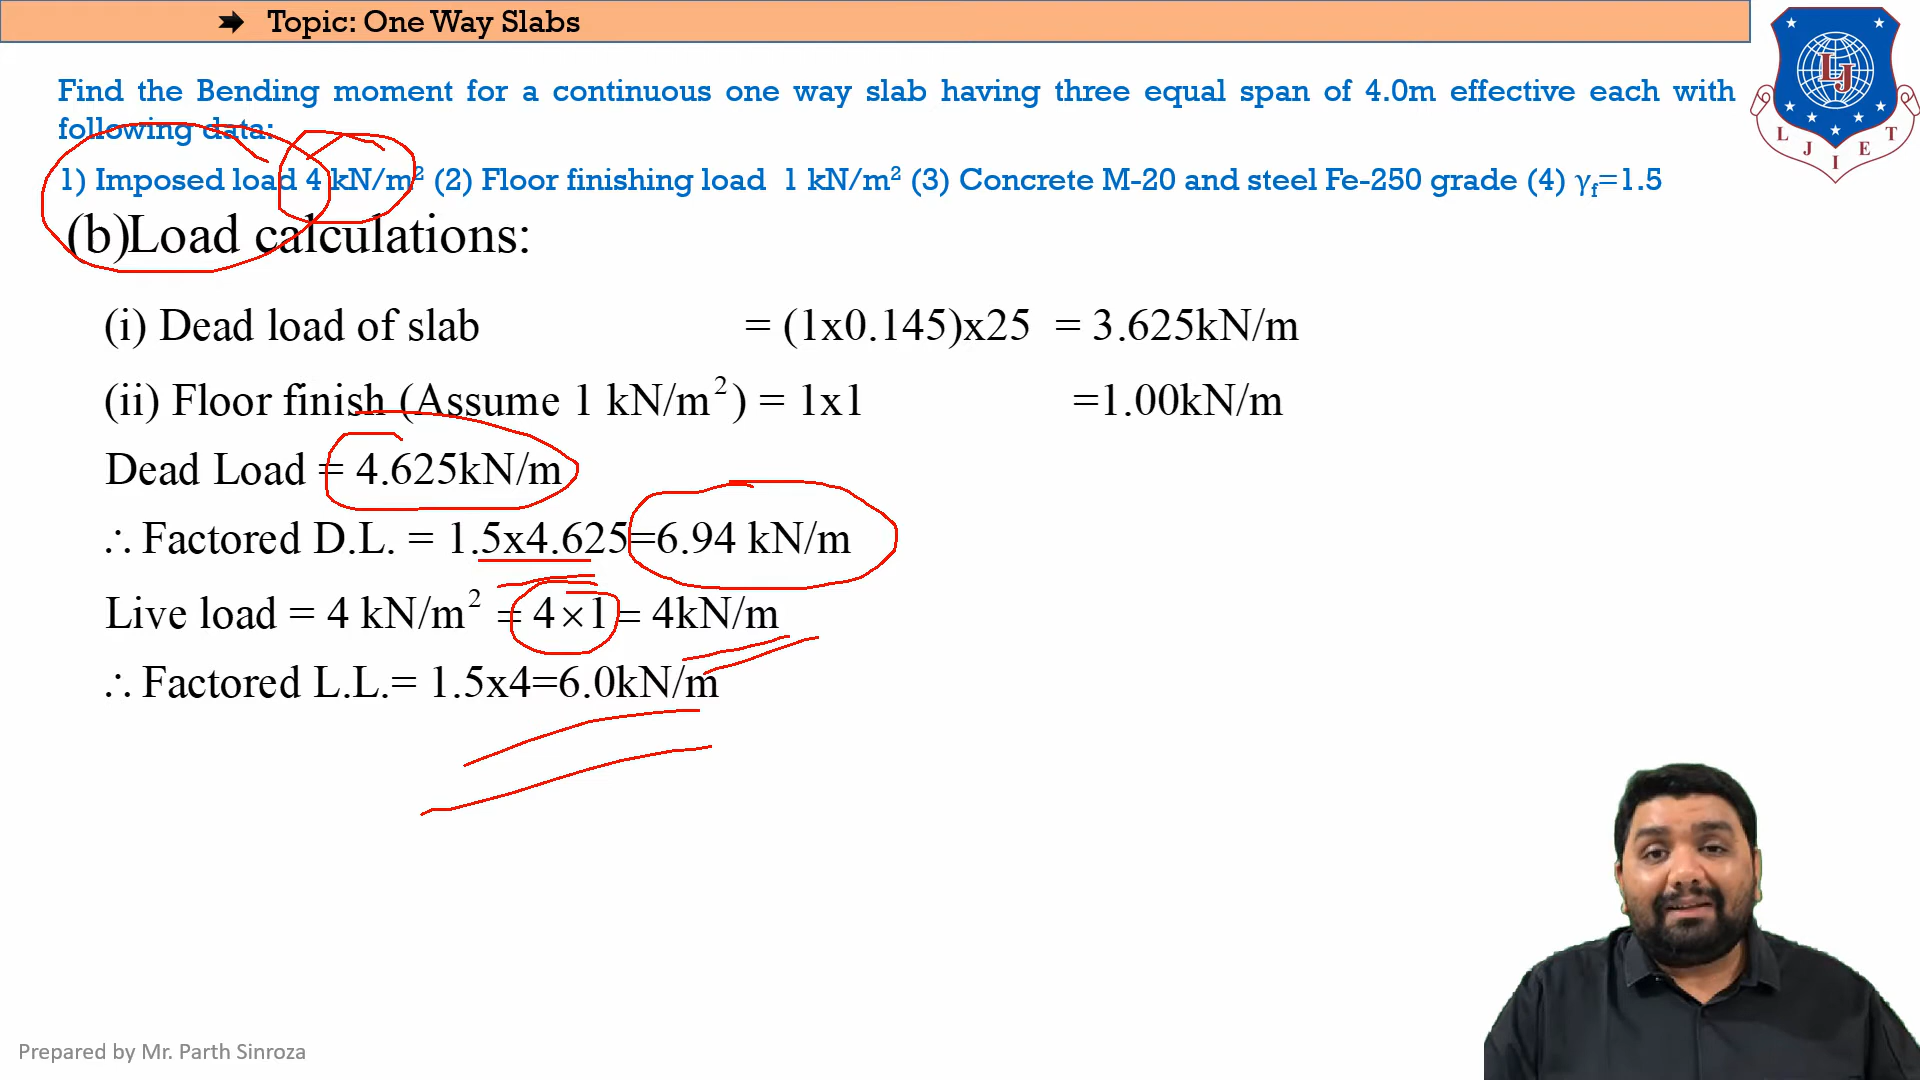 Topic: One Way Slabs
Find the Bending moment for a continuous one way slab having three equal span of 4.0m effective each with
following data:
1) Imposed load 4 kN/m² (2) Floor finishing load 1 kN/m² (3) Concrete M-20 and steel Fe-250 grade (4) γf=1.5
(b)Load calculations:
(i) Dead load of slab = (1x0.145)x25 = 3.625kN/m
(ii) Floor finish (Assume 1 kN/m²) = 1x1 =1.00kN/m
Dead Load = 4.625kN/m
∴ Factored D.L. = 1.5x4.625=6.94 kN/m
Live load = 4 kN/m² = 4×1 = 4kN/m
∴ Factored L.L.= 1.5x4=6.0kN/m
Prepared by Mr. Parth Sinroza
LJ
L J I E T